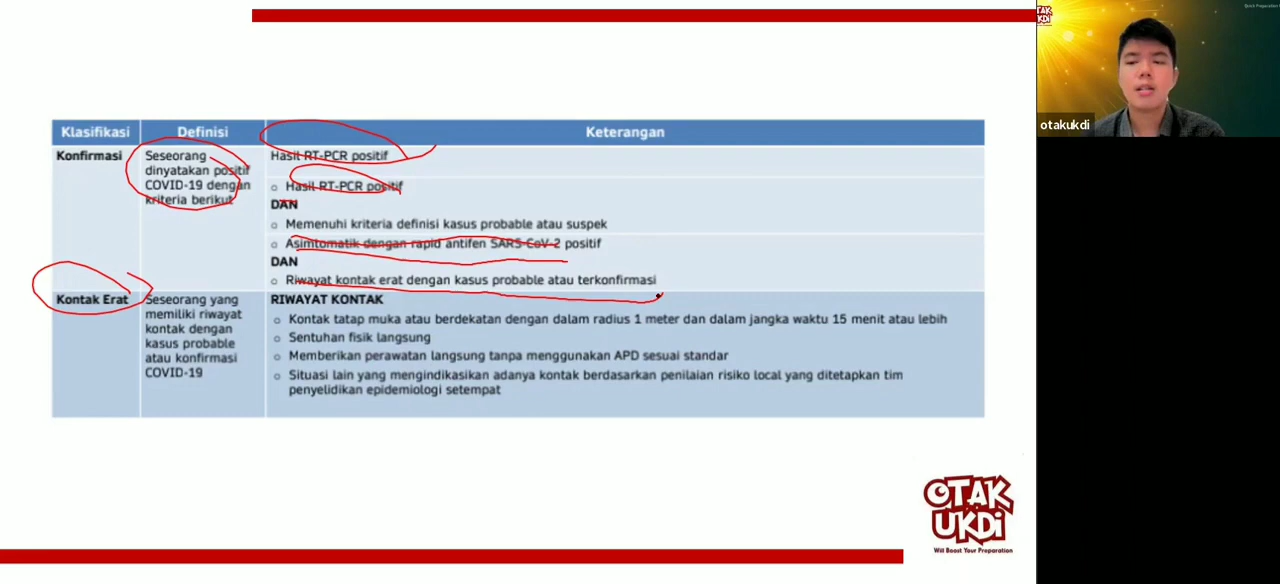 Klasifikasi Definisi Keterangan
Konfirmasi
Seseorang
dinyatakan positif
COVID-19 dengan
kriteria berikut
Hasil RT-PCR positif
o Hasil RT-PCR positif
DAN
o Memenuhi kriteria definisi kasus probable atau suspek
o Asimtomatik dengan rapid antifen SARS-CoV-2 positif
DAN
o Riwayat kontak erat dengan kasus probable atau terkonfirmasi
Kontak Erat
Seseorang yang
memiliki riwayat
kontak dengan
kasus probable
atau konfirmasi
COVID-19
RIWAYAT KONTAK
o Kontak tatap muka atau berdekatan dengan dalam radius 1 meter dan dalam jangka waktu 15 menit atau lebih
o Sentuhan fisik langsung
o Memberikan perawatan langsung tanpa menggunakan APD sesuai standar
o Situasi lain yang mengindikasikan adanya kontak berdasarkan penilaian risiko local yang ditetapkan tim
penyelidikan epidemiologi setempat
OTAK
UKDI
otakukdi
OTAK
UKDi
Will Boost Your Preparation